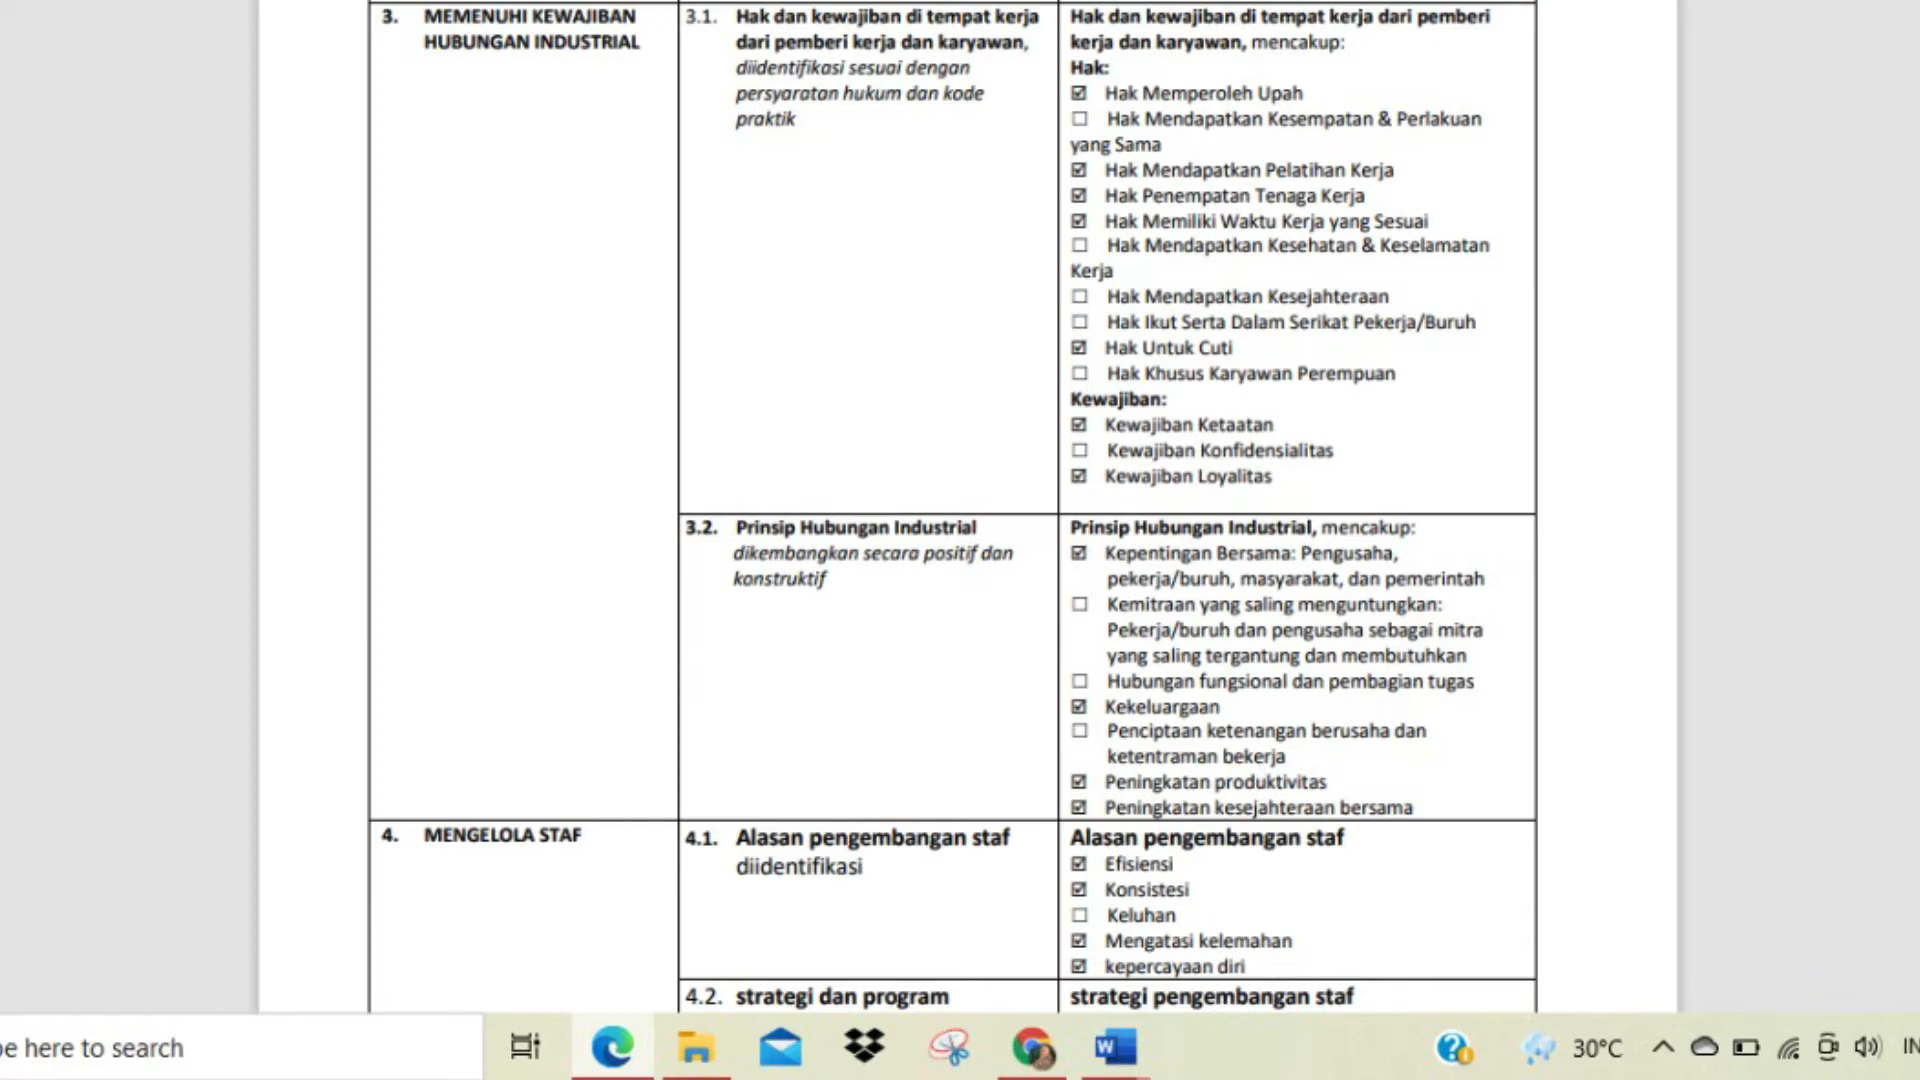 3. MEMENUHI KEWAJIBAN
HUBUNGAN INDUSTRIAL
3.1. Hak dan kewajiban di tempat kerja
dari pemberi kerja dan karyawan,
diidentifikasi sesuai dengan
persyaratan hukum dan kode
praktik
Hak dan kewajiban di tempat kerja dari pemberi
kerja dan karyawan, mencakup:
Hak:
☑ Hak Memperoleh Upah
☐ Hak Mendapatkan Kesempatan & Perlakuan
yang Sama
☑ Hak Mendapatkan Pelatihan Kerja
☑ Hak Penempatan Tenaga Kerja
☑ Hak Memiliki Waktu Kerja yang Sesuai
☐ Hak Mendapatkan Kesehatan & Keselamatan
Kerja
☐ Hak Mendapatkan Kesejahteraan
☐ Hak Ikut Serta Dalam Serikat Pekerja/Buruh
☑ Hak Untuk Cuti
☐ Hak Khusus Karyawan Perempuan
Kewajiban:
☑ Kewajiban Ketaatan
☐ Kewajiban Konfidensialitas
☑ Kewajiban Loyalitas
3.2. Prinsip Hubungan Industrial
dikembangkan secara positif dan
konstruktif
Prinsip Hubungan Industrial, mencakup:
☑ Kepentingan Bersama: Pengusaha,
pekerja/buruh, masyarakat, dan pemerintah
☐ Kemitraan yang saling menguntungkan:
Pekerja/buruh dan pengusaha sebagai mitra
yang saling tergantung dan membutuhkan
☐ Hubungan fungsional dan pembagian tugas
☑ Kekeluargaan
☐ Penciptaan ketenangan berusaha dan
ketentraman bekerja
☑ Peningkatan produktivitas
☑ Peningkatan kesejahteraan bersama
4. MENGELOLA STAF
4.1. Alasan pengembangan staf
diidentifikasi
Alasan pengembangan staf
☑ Efisiensi
☑ Konsistesi
☐ Keluhan
☑ Mengatasi kelemahan
☑ kepercayaan diri
4.2. strategi dan program
strategi pengembangan staf
pe here to search
W
30°C
IN